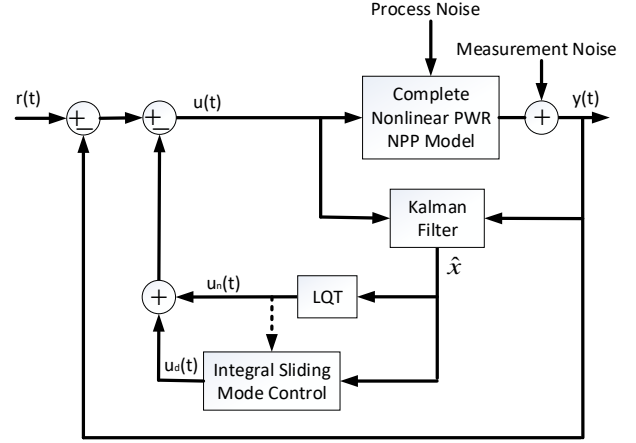 Process Noise
Measurement Noise
r(t)
u(t)
Complete
Nonlinear PWR
NPP Model
y(t)
+
−
+
−
+
Kalman
Filter
x̂
uₙ(t)
LQT
+
u_d(t)
Integral Sliding
Mode Control